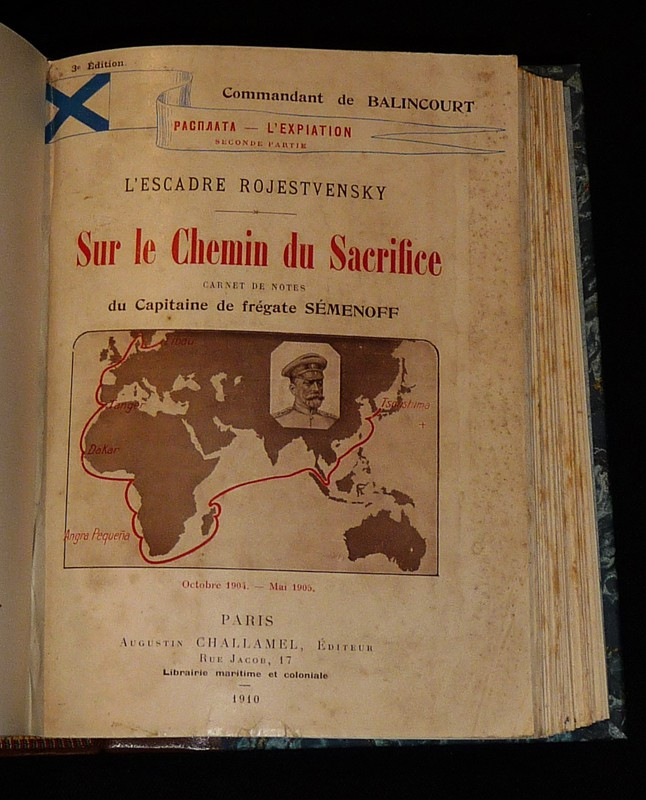 3e Édition.
Commandant de BALINCOURT
РАСПЛАТА — L'EXPIATION
SECONDE PARTIE
L'ESCADRE ROJESTVENSKY
Sur le Chemin du Sacrifice
CARNET DE NOTES
du Capitaine de frégate SÉMENOFF
Libau
Tanger
Tsoushima
Dakar
Angra Pequeña
Octobre 1904. — Mai 1905.
PARIS
AUGUSTIN CHALLAMEL, ÉDITEUR
RUE JACOB, 17
Librairie maritime et coloniale
1910